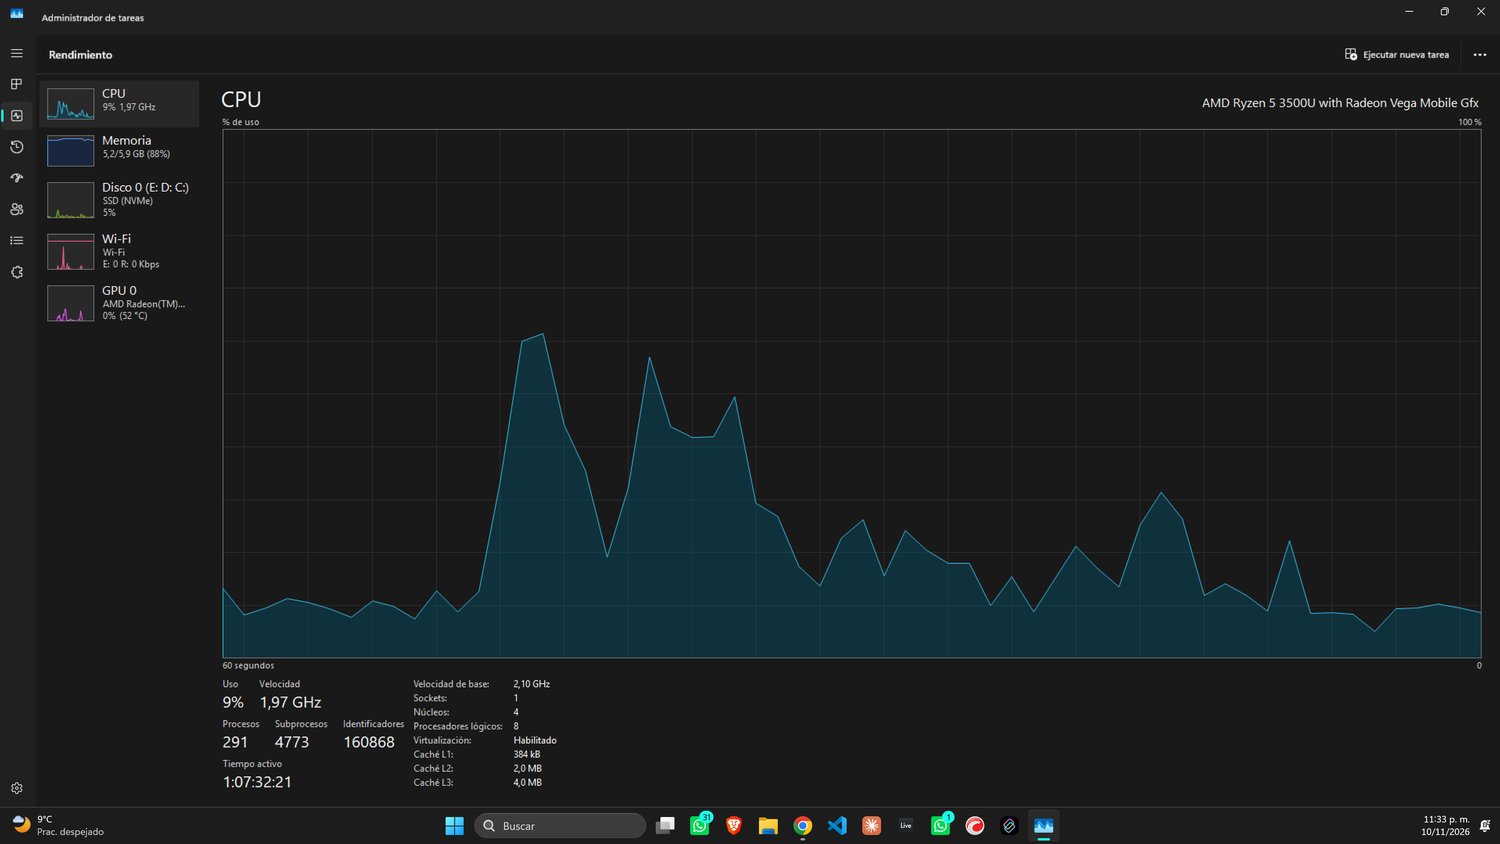 Administrador de tareas
Rendimiento
Ejecutar nueva tarea
CPU
9% 1,97 GHz
Memoria
5,2/5,9 GB (88%)
Disco 0 (E: D: C:)
SSD (NVMe)
5%
Wi-Fi
Wi-Fi
E: 0 R: 0 Kbps
GPU 0
AMD Radeon(TM)...
0% (52 °C)
CPU
AMD Ryzen 5 3500U with Radeon Vega Mobile Gfx
% de uso
100 %
60 segundos
0
Uso
Velocidad
9%
1,97 GHz
Procesos
Subprocesos
Identificadores
291
4773
160868
Tiempo activo
1:07:32:21
Velocidad de base: 2,10 GHz
Sockets: 1
Núcleos: 4
Procesadores lógicos: 8
Virtualización: Habilitado
Caché L1: 384 kB
Caché L2: 2,0 MB
Caché L3: 4,0 MB
9°C
Prac. despejado
Buscar
31
Live
1
11:33 p. m.
10/11/2026